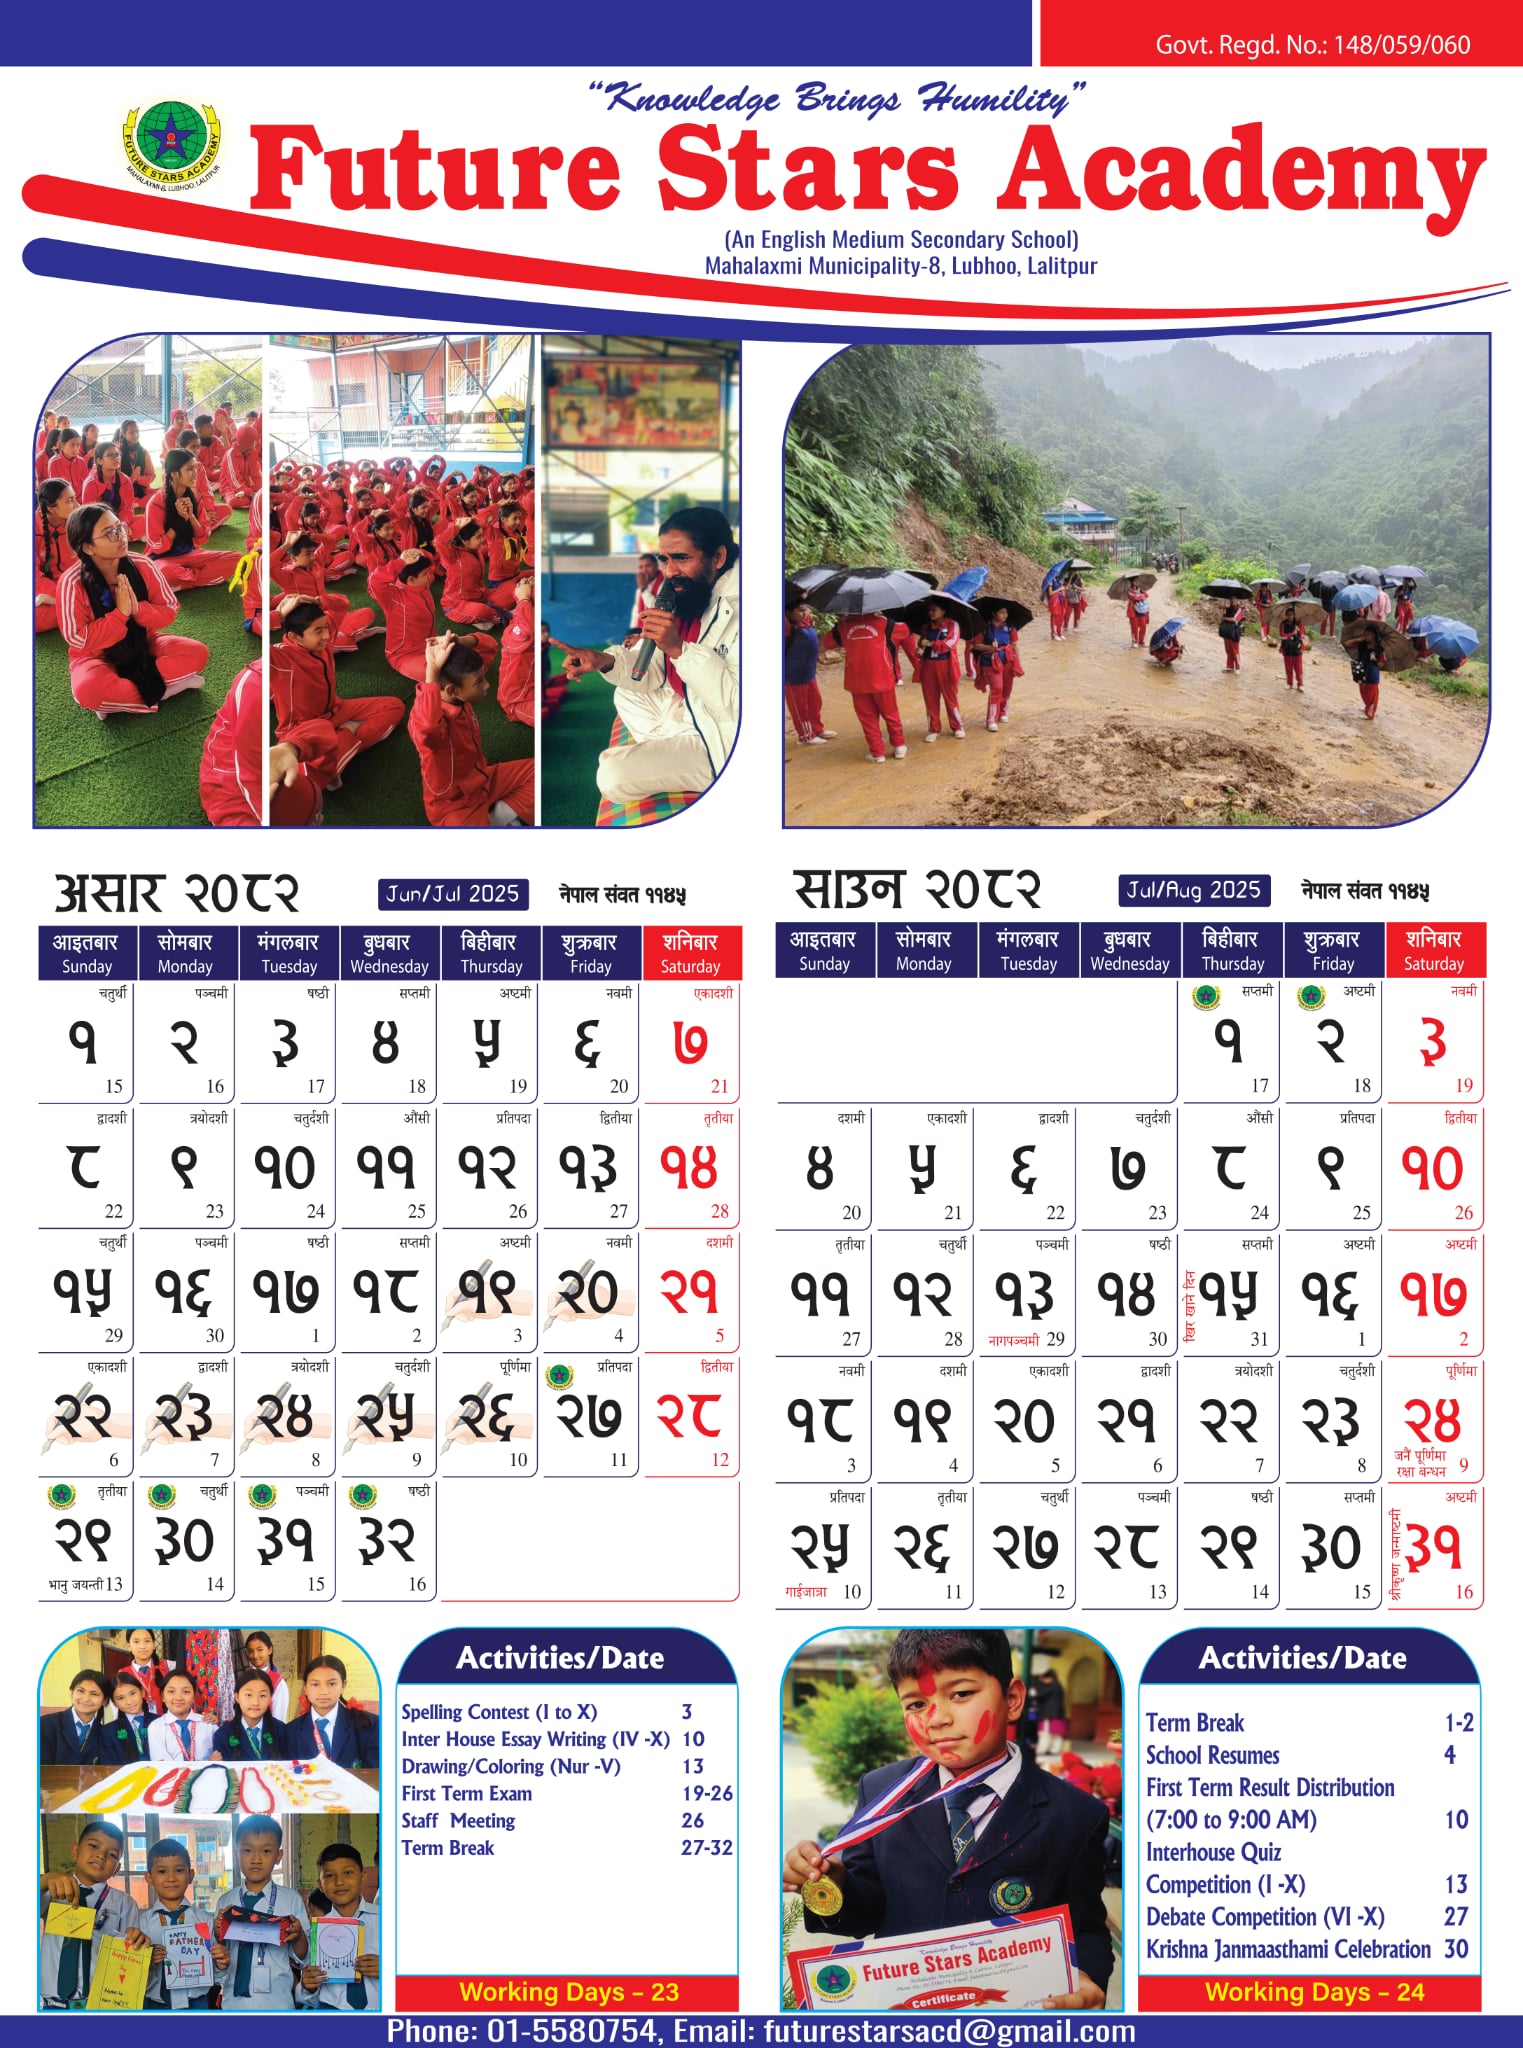 Govt. Regd. No.: 148/059/060
“Knowledge Brings Humility”
FUTURE STARS ACADEMY
MAHALAXMI-8, LUBHOO, LALITPUR
Future Stars Academy
(An English Medium Secondary School)
Mahalaxmi Municipality-8, Lubhoo, Lalitpur
असार २०८२ Jun/Jul 2025 नेपाल संवत ११४५
आइतबार सोमबार मंगलबार बुधबार बिहीबार शुक्रबार शनिबार
Sunday Monday Tuesday Wednesday Thursday Friday Saturday
चतुर्थी पञ्चमी षष्ठी सप्तमी अष्टमी नवमी एकादशी
१ २ ३ ४ ५ ६ ७
15 16 17 18 19 20 21
द्वादशी त्रयोदशी चतुर्दशी औंसी प्रतिपदा द्वितीया तृतीया
८ ९ १० ११ १२ १३ १४
22 23 24 25 26 27 28
चतुर्थी पञ्चमी षष्ठी सप्तमी अष्टमी नवमी दशमी
१५ १६ १७ १८ १९ २० २१
29 30 1 2 3 4 5
एकादशी द्वादशी त्रयोदशी चतुर्दशी पूर्णिमा प्रतिपदा द्वितीया
२२ २३ २४ २५ २६ २७ २८
6 7 8 9 10 11 12
तृतीया चतुर्थी पञ्चमी षष्ठी
२९ ३० ३१ ३२
भानु जयन्ती 13 14 15 16
साउन २०८२ Jul/Aug 2025 नेपाल संवत ११४५
आइतबार सोमबार मंगलबार बुधबार बिहीबार शुक्रबार शनिबार
Sunday Monday Tuesday Wednesday Thursday Friday Saturday
सप्तमी अष्टमी नवमी
१ २ ३
17 18 19
दशमी एकादशी द्वादशी चतुर्दशी औंसी प्रतिपदा द्वितीया
४ ५ ६ ७ ८ ९ १०
20 21 22 23 24 25 26
तृतीया चतुर्थी पञ्चमी षष्ठी सप्तमी अष्टमी अष्टमी
११ १२ १३ १४ खिर खाने दिन १५ १६ १७
27 28 नागपञ्चमी 29 30 31 1 2
नवमी दशमी एकादशी द्वादशी त्रयोदशी चतुर्दशी पूर्णिमा
१८ १९ २० २१ २२ २३ २४
जनै पूर्णिमा
3 4 5 6 7 8 रक्षा बन्धन 9
प्रतिपदा तृतीया चतुर्थी पञ्चमी षष्ठी सप्तमी अष्टमी
२५ २६ २७ २८ २९ ३० श्रीकृष्ण जन्माष्टमी ३१
गाईजात्रा 10 11 12 13 14 15 16
Activities/Date
Spelling Contest (I to X) 3
Inter House Essay Writing (IV -X) 10
Drawing/Coloring (Nur -V) 13
First Term Exam 19-26
Staff Meeting 26
Term Break 27-32
Working Days - 23
HAPPY
FATHER
DAY
Knowledge Brings Humility
Future Stars Academy
Certificate
Activities/Date
Term Break 1-2
School Resumes 4
First Term Result Distribution
(7:00 to 9:00 AM) 10
Interhouse Quiz
Competition (I -X) 13
Debate Competition (VI -X) 27
Krishna Janmaasthami Celebration 30
Working Days - 24
Phone: 01-5580754, Email: futurestarsacd@gmail.com